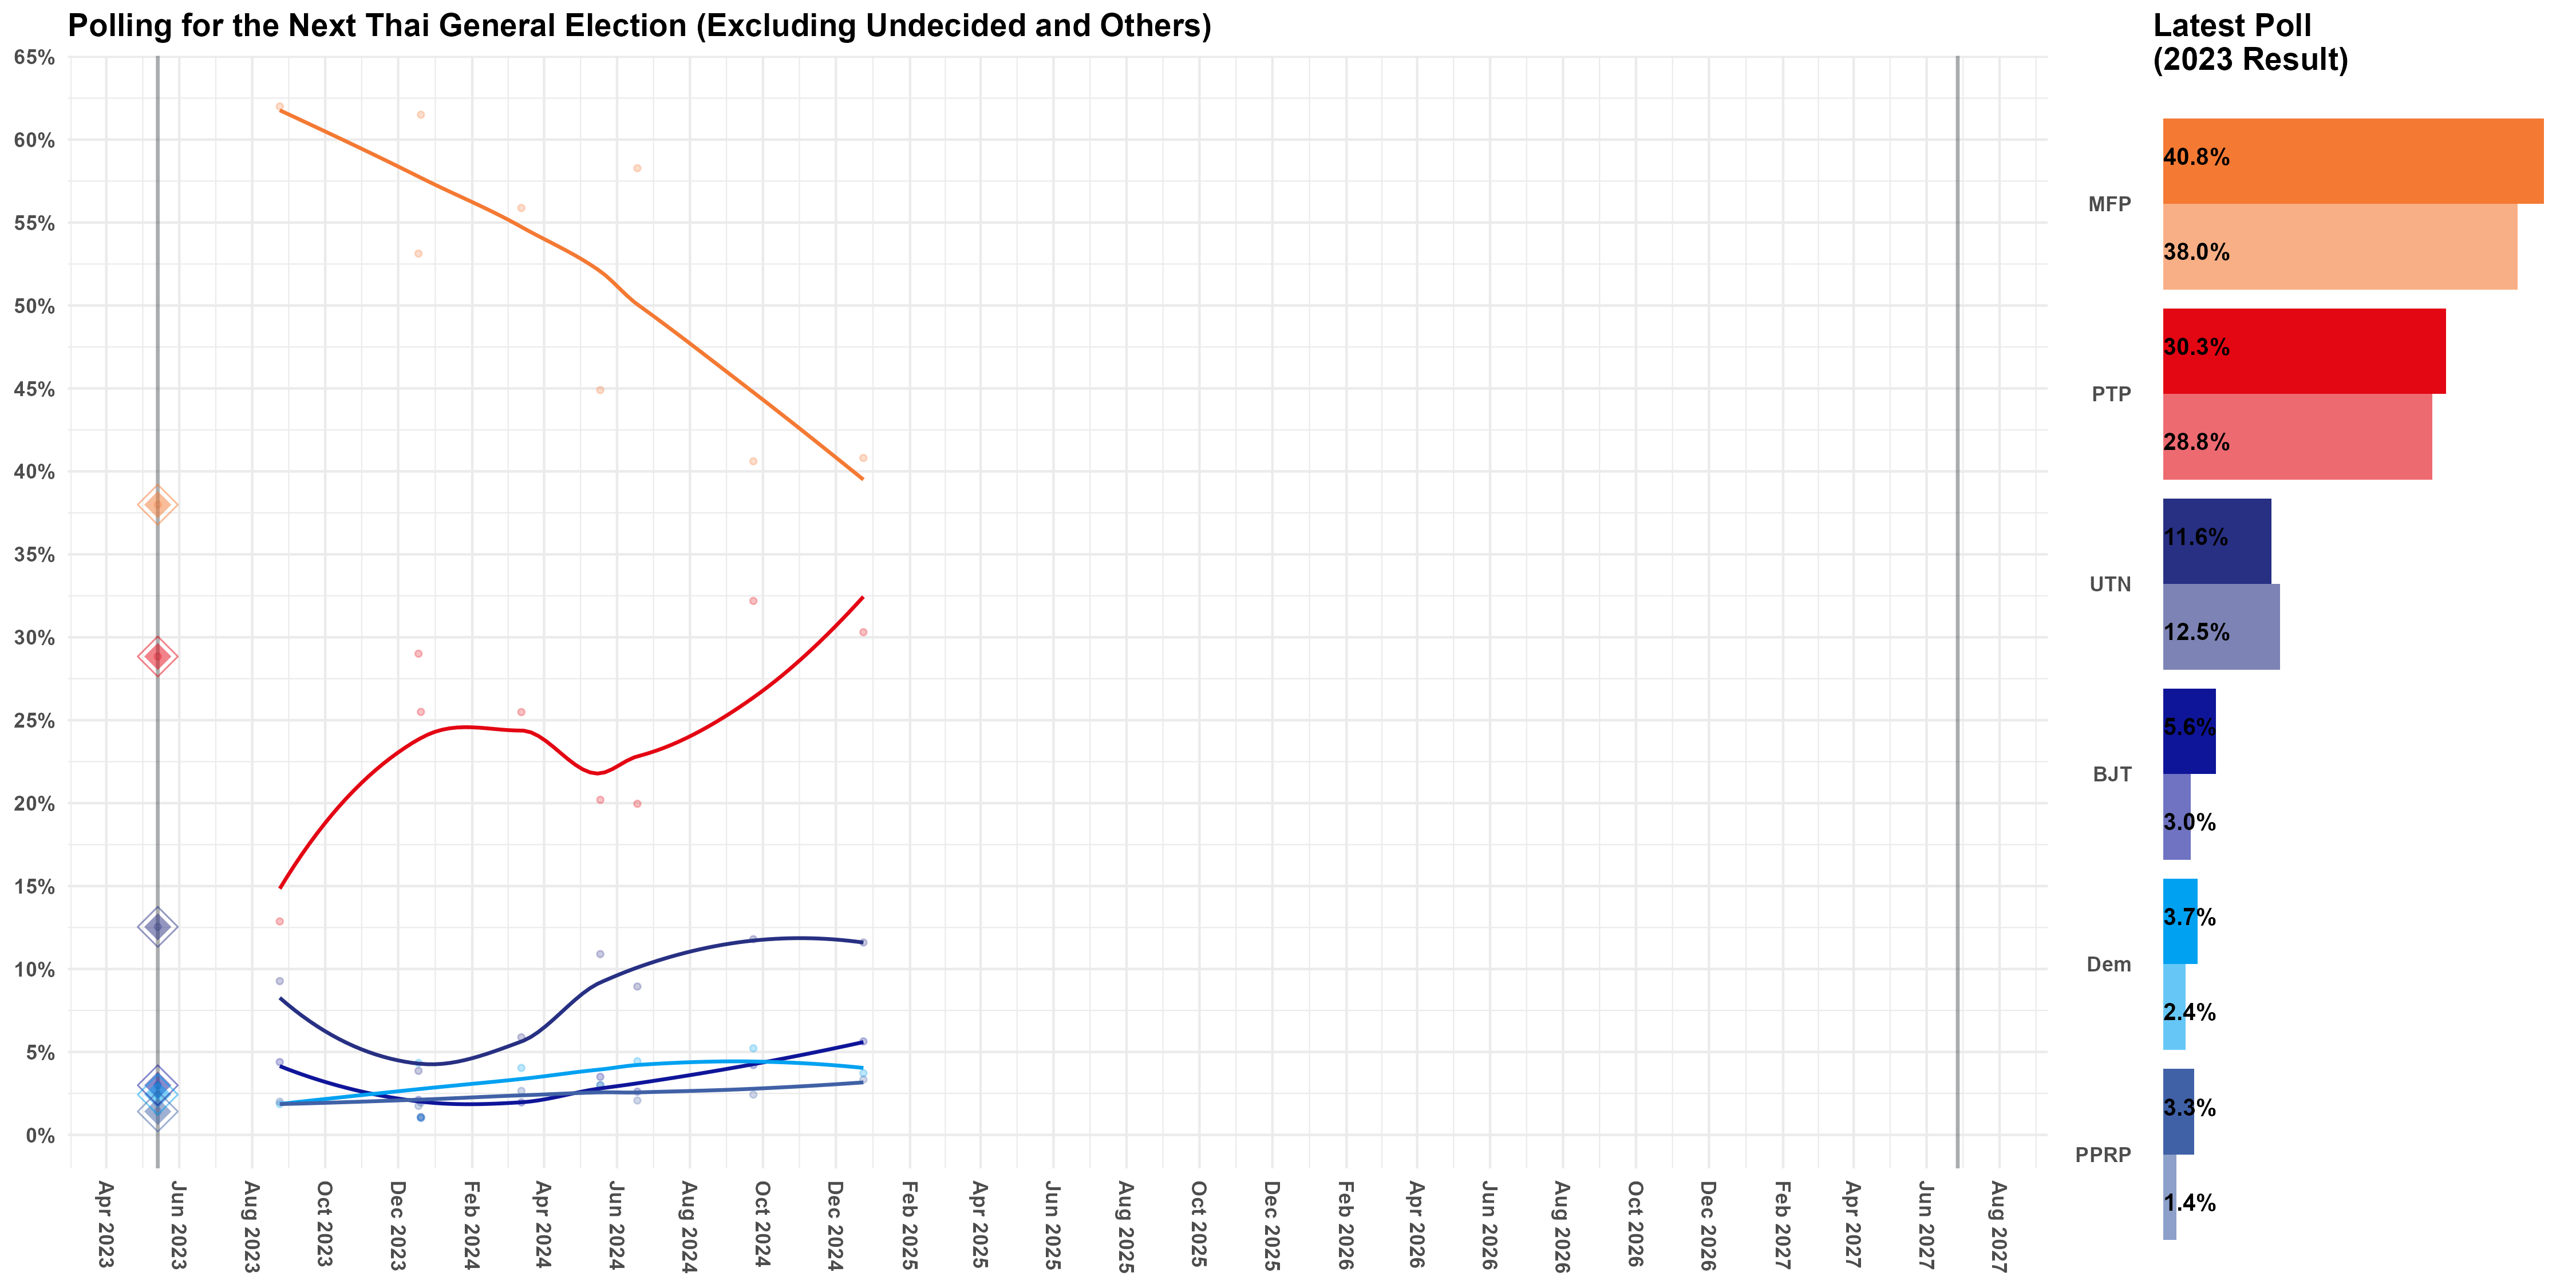 Polling for the Next Thai General Election (Excluding Undecided and Others)
Latest Poll
(2023 Result)
65%
60%
55%
50%
45%
40%
35%
30%
25%
20%
15%
10%
5%
0%
Apr 2023
Jun 2023
Aug 2023
Oct 2023
Dec 2023
Feb 2024
Apr 2024
Jun 2024
Aug 2024
Oct 2024
Dec 2024
Feb 2025
Apr 2025
Jun 2025
Aug 2025
Oct 2025
Dec 2025
Feb 2026
Apr 2026
Jun 2026
Aug 2026
Oct 2026
Dec 2026
Feb 2027
Apr 2027
Jun 2027
Aug 2027
MFP
40.8%
38.0%
PTP
30.3%
28.8%
UTN
11.6%
12.5%
BJT
5.6%
3.0%
Dem
3.7%
2.4%
PPRP
3.3%
1.4%